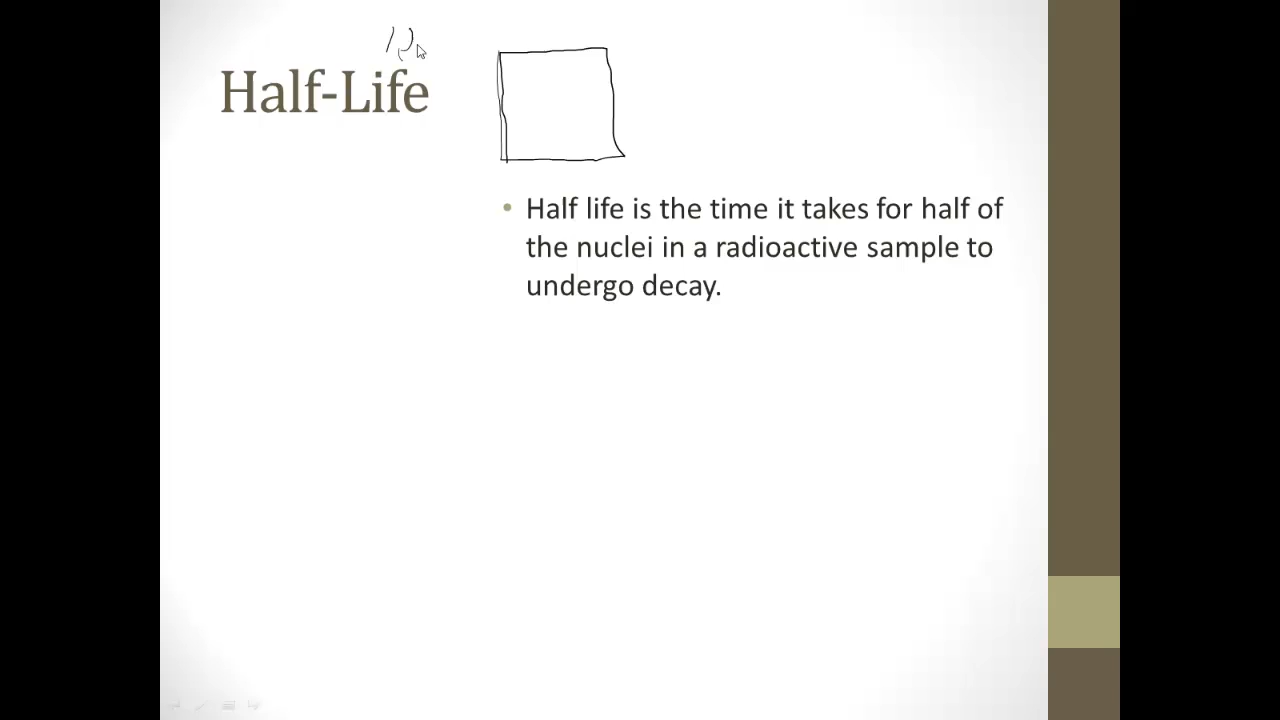 12
Half-Life
• Half life is the time it takes for half of
the nuclei in a radioactive sample to
undergo decay.